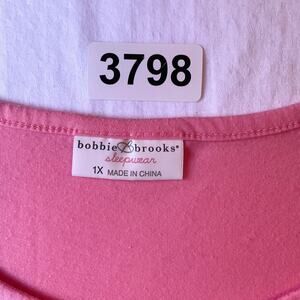 3798
bobbie brooks®
sleepwear
1X MADE IN CHINA